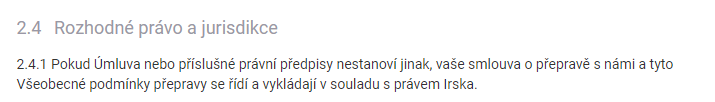 2.4 Rozhodné právo a jurisdikce
2.4.1 Pokud Úmluva nebo příslušné právní předpisy nestanoví jinak, vaše smlouva o přepravě s námi a tyto
Všeobecné podmínky přepravy se řídí a vykládají v souladu s právem Irska.